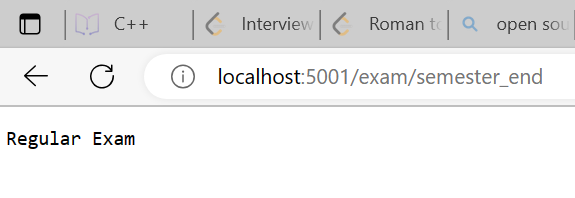 C++
Interview
Roman to
open sou
localhost:5001/exam/semester_end
Regular Exam